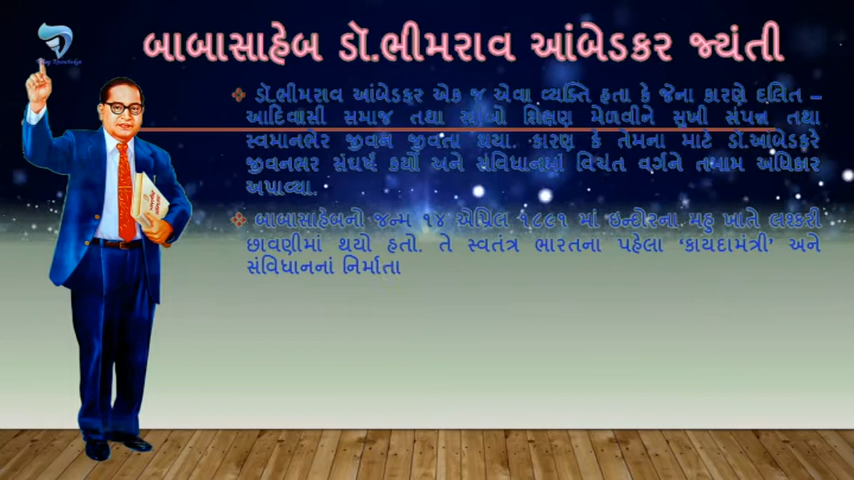 બાબાસાહેબ ડૉ.ભીમરાવ આંબેડકર જ્યંતી
ડૉ.ભીમરાવ આંબેડકર એક જ એવા વ્યક્તિ હતા કે જેના કારણે દલિત –
આદિવાસી સમાજ તથા સ્ત્રીઓ શિક્ષણ મેળવીને સુખી સંપન્ન તથા
સ્વમાનભેર જીવન જીવતા થયા. કારણ કે તેમના માટે ડૉ.આંબેડકરે
જીવનભર સંઘર્ષ કર્યો અને સંવિધાનમાં વિચંત વર્ગને તમામ અધિકાર
અપાવ્યા.
બાબાસાહેબનો જન્મ ૧૪ એપ્રિલ ૧૮૯૧ માં ઇન્દોરના મહુ ખાતે લશ્કરી
છાવણીમાં થયો હતો. તે સ્વતંત્ર ભારતના પહેલા ‘કાયદામંત્રી’ અને
સંવિધાનનાં નિર્માતા